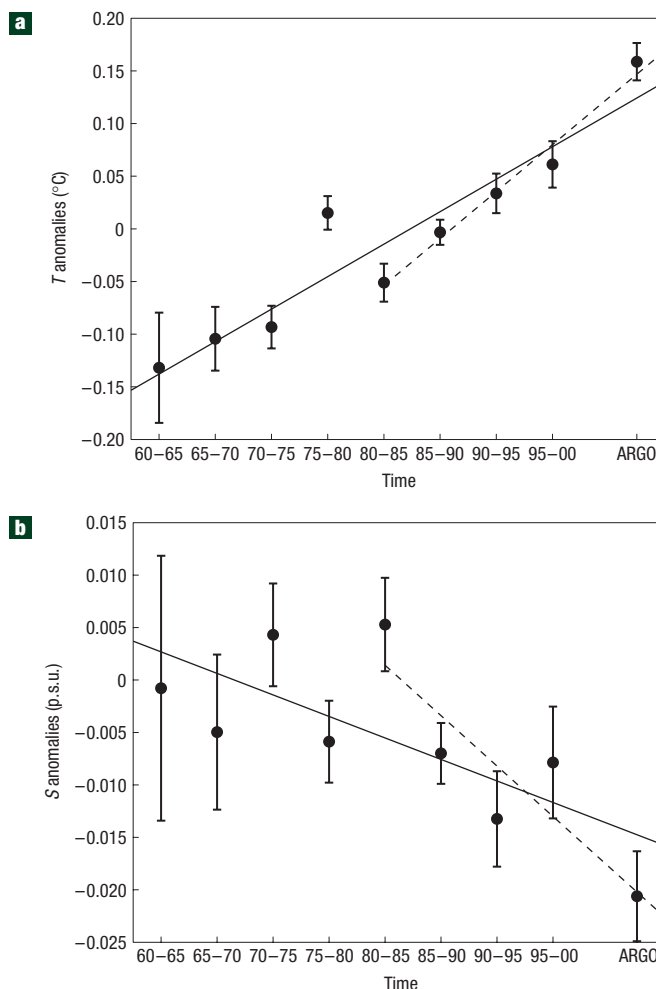 a
0.20
0.15
0.10
0.05
0
−0.05
−0.10
−0.15
−0.20
T anomalies (°C)
60–65 65–70 70–75 75–80 80–85 85–90 90–95 95–00 ARGO
Time
b
0.015
0.010
0.005
0
−0.005
−0.010
−0.015
−0.020
−0.025
S anomalies (p.s.u.)
60–65 65–70 70–75 75–80 80–85 85–90 90–95 95–00 ARGO
Time